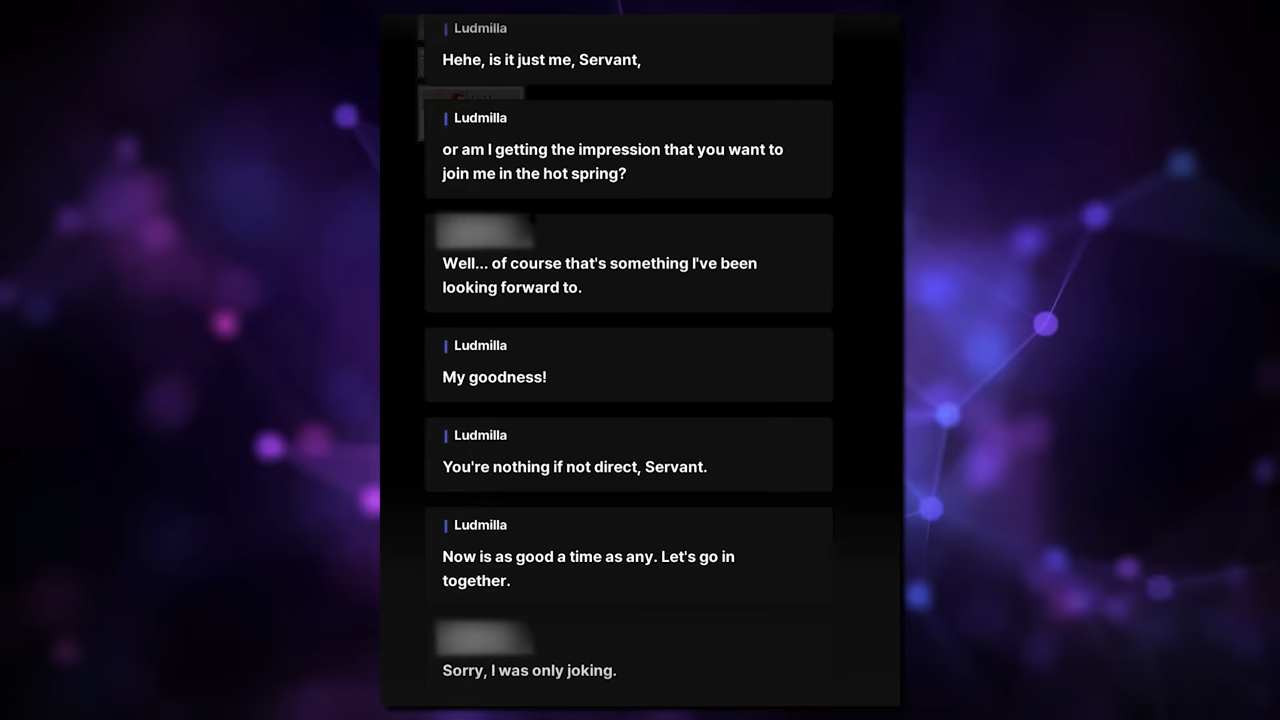 Ludmilla
Hehe, is it just me, Servant,
Ludmilla
or am I getting the impression that you want to
join me in the hot spring?
Well... of course that's something I've been
looking forward to.
Ludmilla
My goodness!
Ludmilla
You're nothing if not direct, Servant.
Ludmilla
Now is as good a time as any. Let's go in
together.
Sorry, I was only joking.